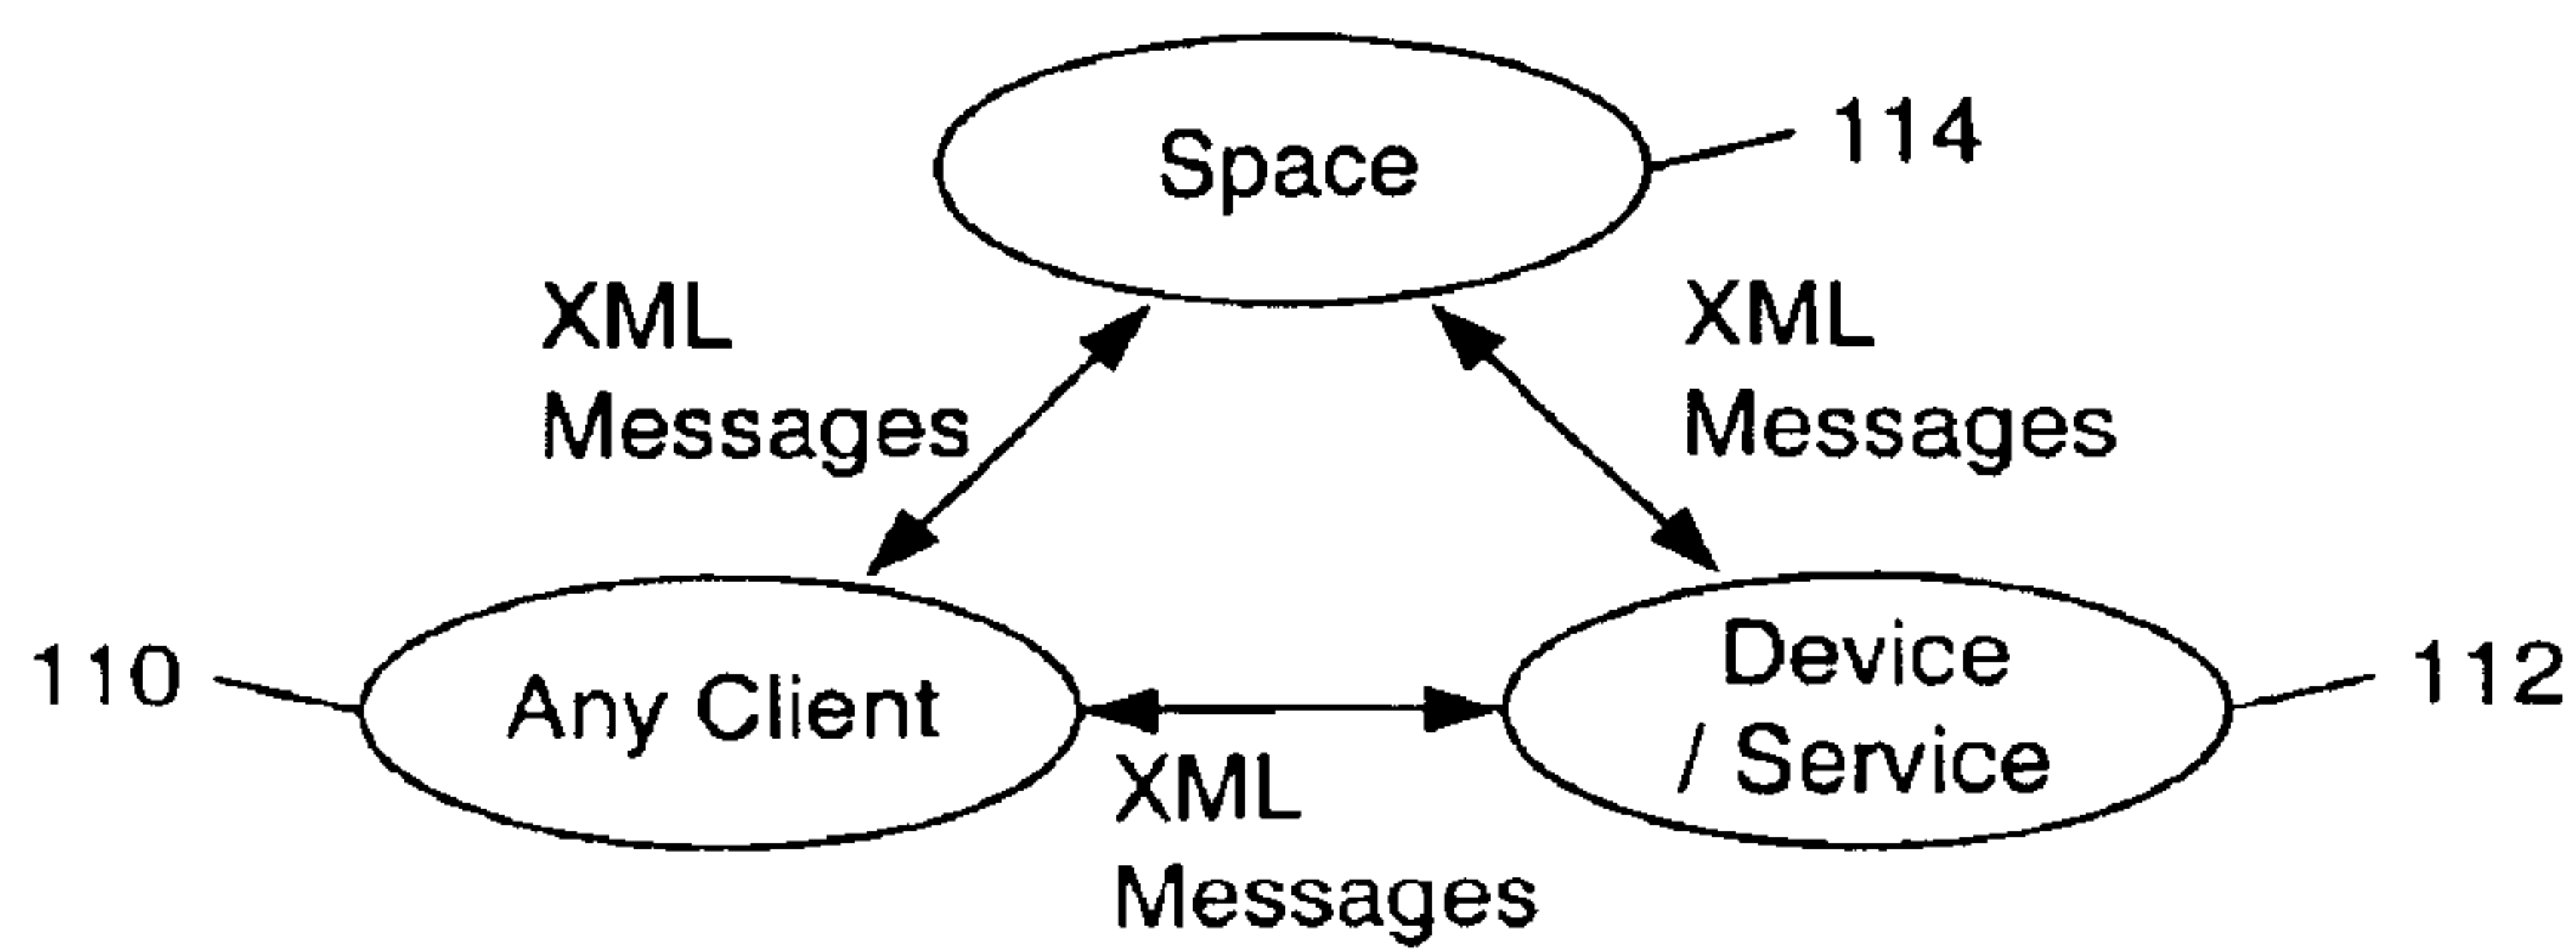 Space
114
XML
Messages
XML
Messages
110
Any Client
Device
/ Service
112
XML
Messages